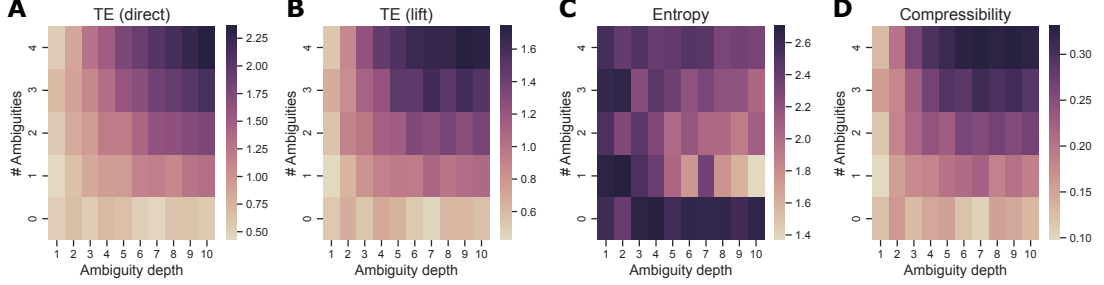 A
TE (direct)
# Ambiguities
4
3
2
1
0
1 2 3 4 5 6 7 8 9 10
Ambiguity depth
2.25
2.00
1.75
1.50
1.25
1.00
0.75
0.50
B
TE (lift)
# Ambiguities
4
3
2
1
0
1 2 3 4 5 6 7 8 9 10
Ambiguity depth
1.6
1.4
1.2
1.0
0.8
0.6
C
Entropy
# Ambiguities
4
3
2
1
0
1 2 3 4 5 6 7 8 9 10
Ambiguity depth
2.6
2.4
2.2
2.0
1.8
1.6
1.4
D
Compressibility
# Ambiguities
4
3
2
1
0
1 2 3 4 5 6 7 8 9 10
Ambiguity depth
0.30
0.25
0.20
0.15
0.10